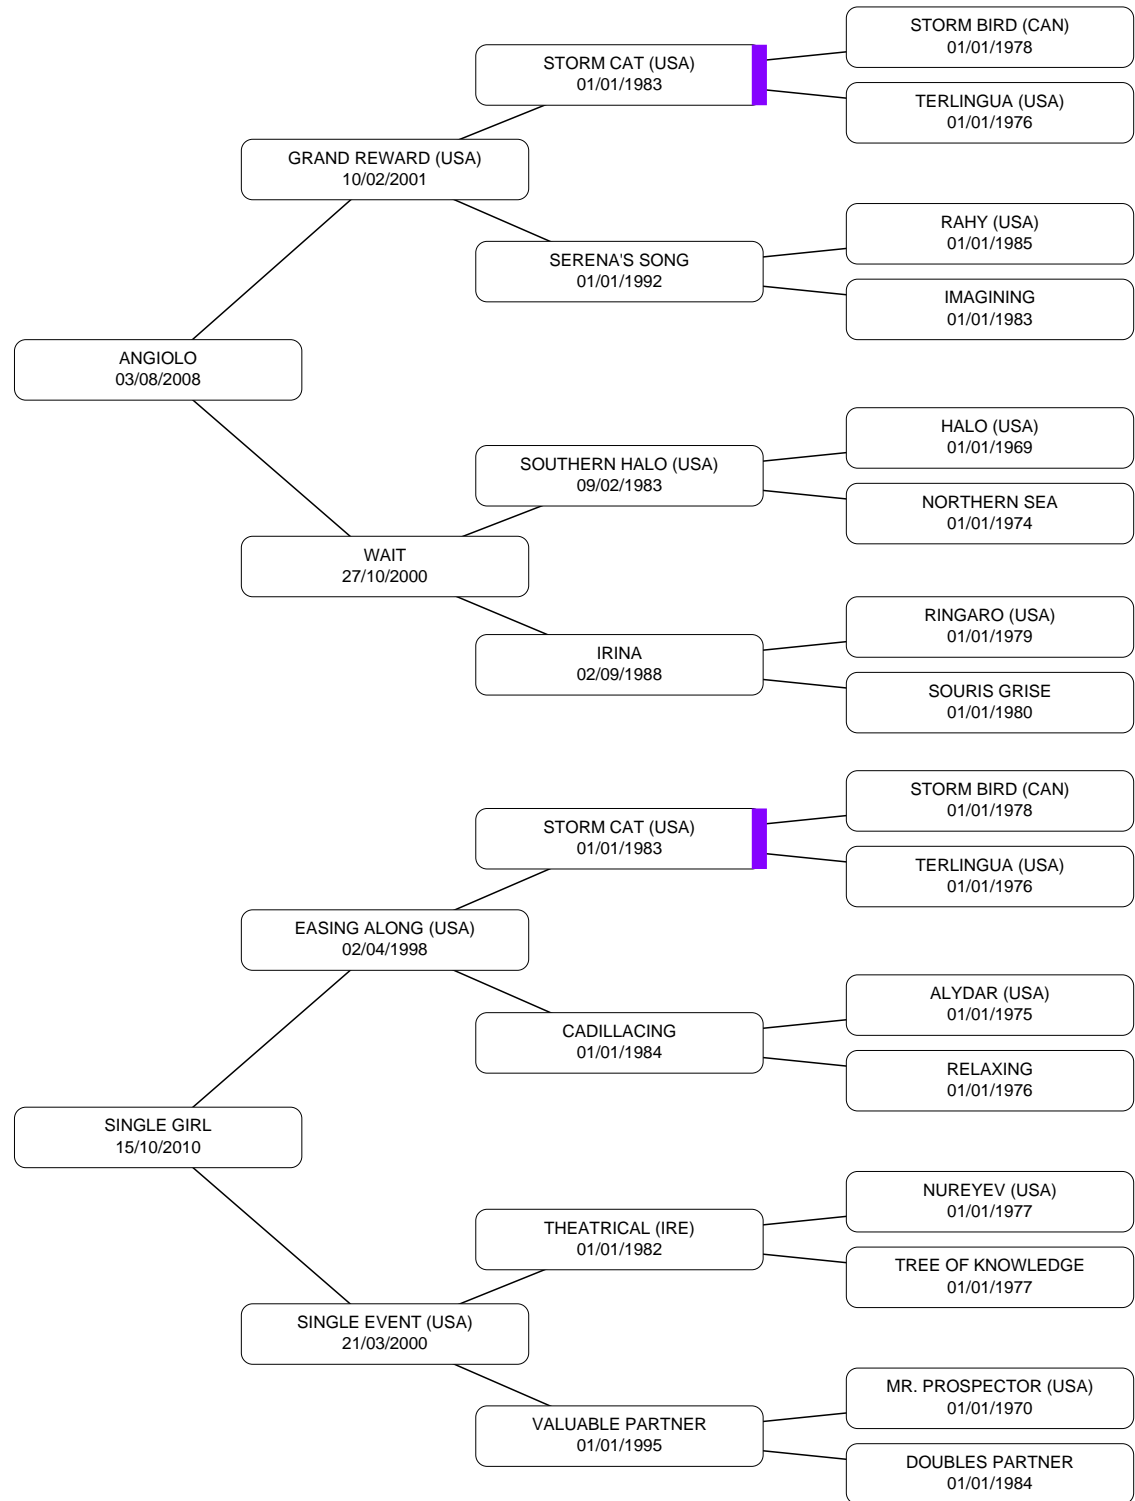 STORM BIRD (CAN)
01/01/1978
STORM CAT (USA)
01/01/1983
TERLINGUA (USA)
01/01/1976
GRAND REWARD (USA)
10/02/2001
RAHY (USA)
01/01/1985
SERENA'S SONG
01/01/1992
IMAGINING
01/01/1983
ANGIOLO
03/08/2008
HALO (USA)
01/01/1969
SOUTHERN HALO (USA)
09/02/1983
NORTHERN SEA
01/01/1974
WAIT
27/10/2000
RINGARO (USA)
01/01/1979
IRINA
02/09/1988
SOURIS GRISE
01/01/1980
STORM BIRD (CAN)
01/01/1978
STORM CAT (USA)
01/01/1983
TERLINGUA (USA)
01/01/1976
EASING ALONG (USA)
02/04/1998
ALYDAR (USA)
01/01/1975
CADILLACING
01/01/1984
RELAXING
01/01/1976
SINGLE GIRL
15/10/2010
NUREYEV (USA)
01/01/1977
THEATRICAL (IRE)
01/01/1982
TREE OF KNOWLEDGE
01/01/1977
SINGLE EVENT (USA)
21/03/2000
MR. PROSPECTOR (USA)
01/01/1970
VALUABLE PARTNER
01/01/1995
DOUBLES PARTNER
01/01/1984